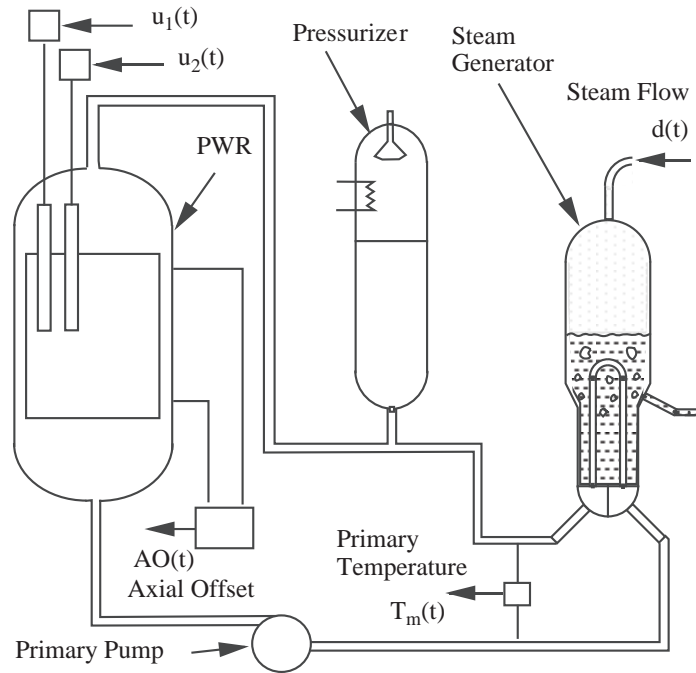 u1(t)
u2(t)
Pressurizer
Steam
Generator
Steam Flow
d(t)
PWR
AO(t)
Axial Offset
Primary
Temperature
Tm(t)
Primary Pump